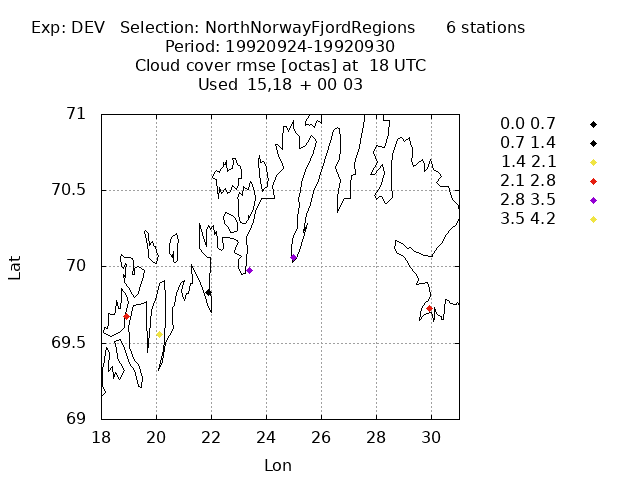 Exp: DEV   Selection: NorthNorwayFjordRegions      6 stations
Period: 19920924-19920930
Cloud cover rmse [octas] at  18 UTC
Used  15,18 + 00 03
0.0 0.7
0.7 1.4
1.4 2.1
2.1 2.8
2.8 3.5
3.5 4.2
71
70.5
70
69.5
69
Lat
18 20 22 24 26 28 30
Lon